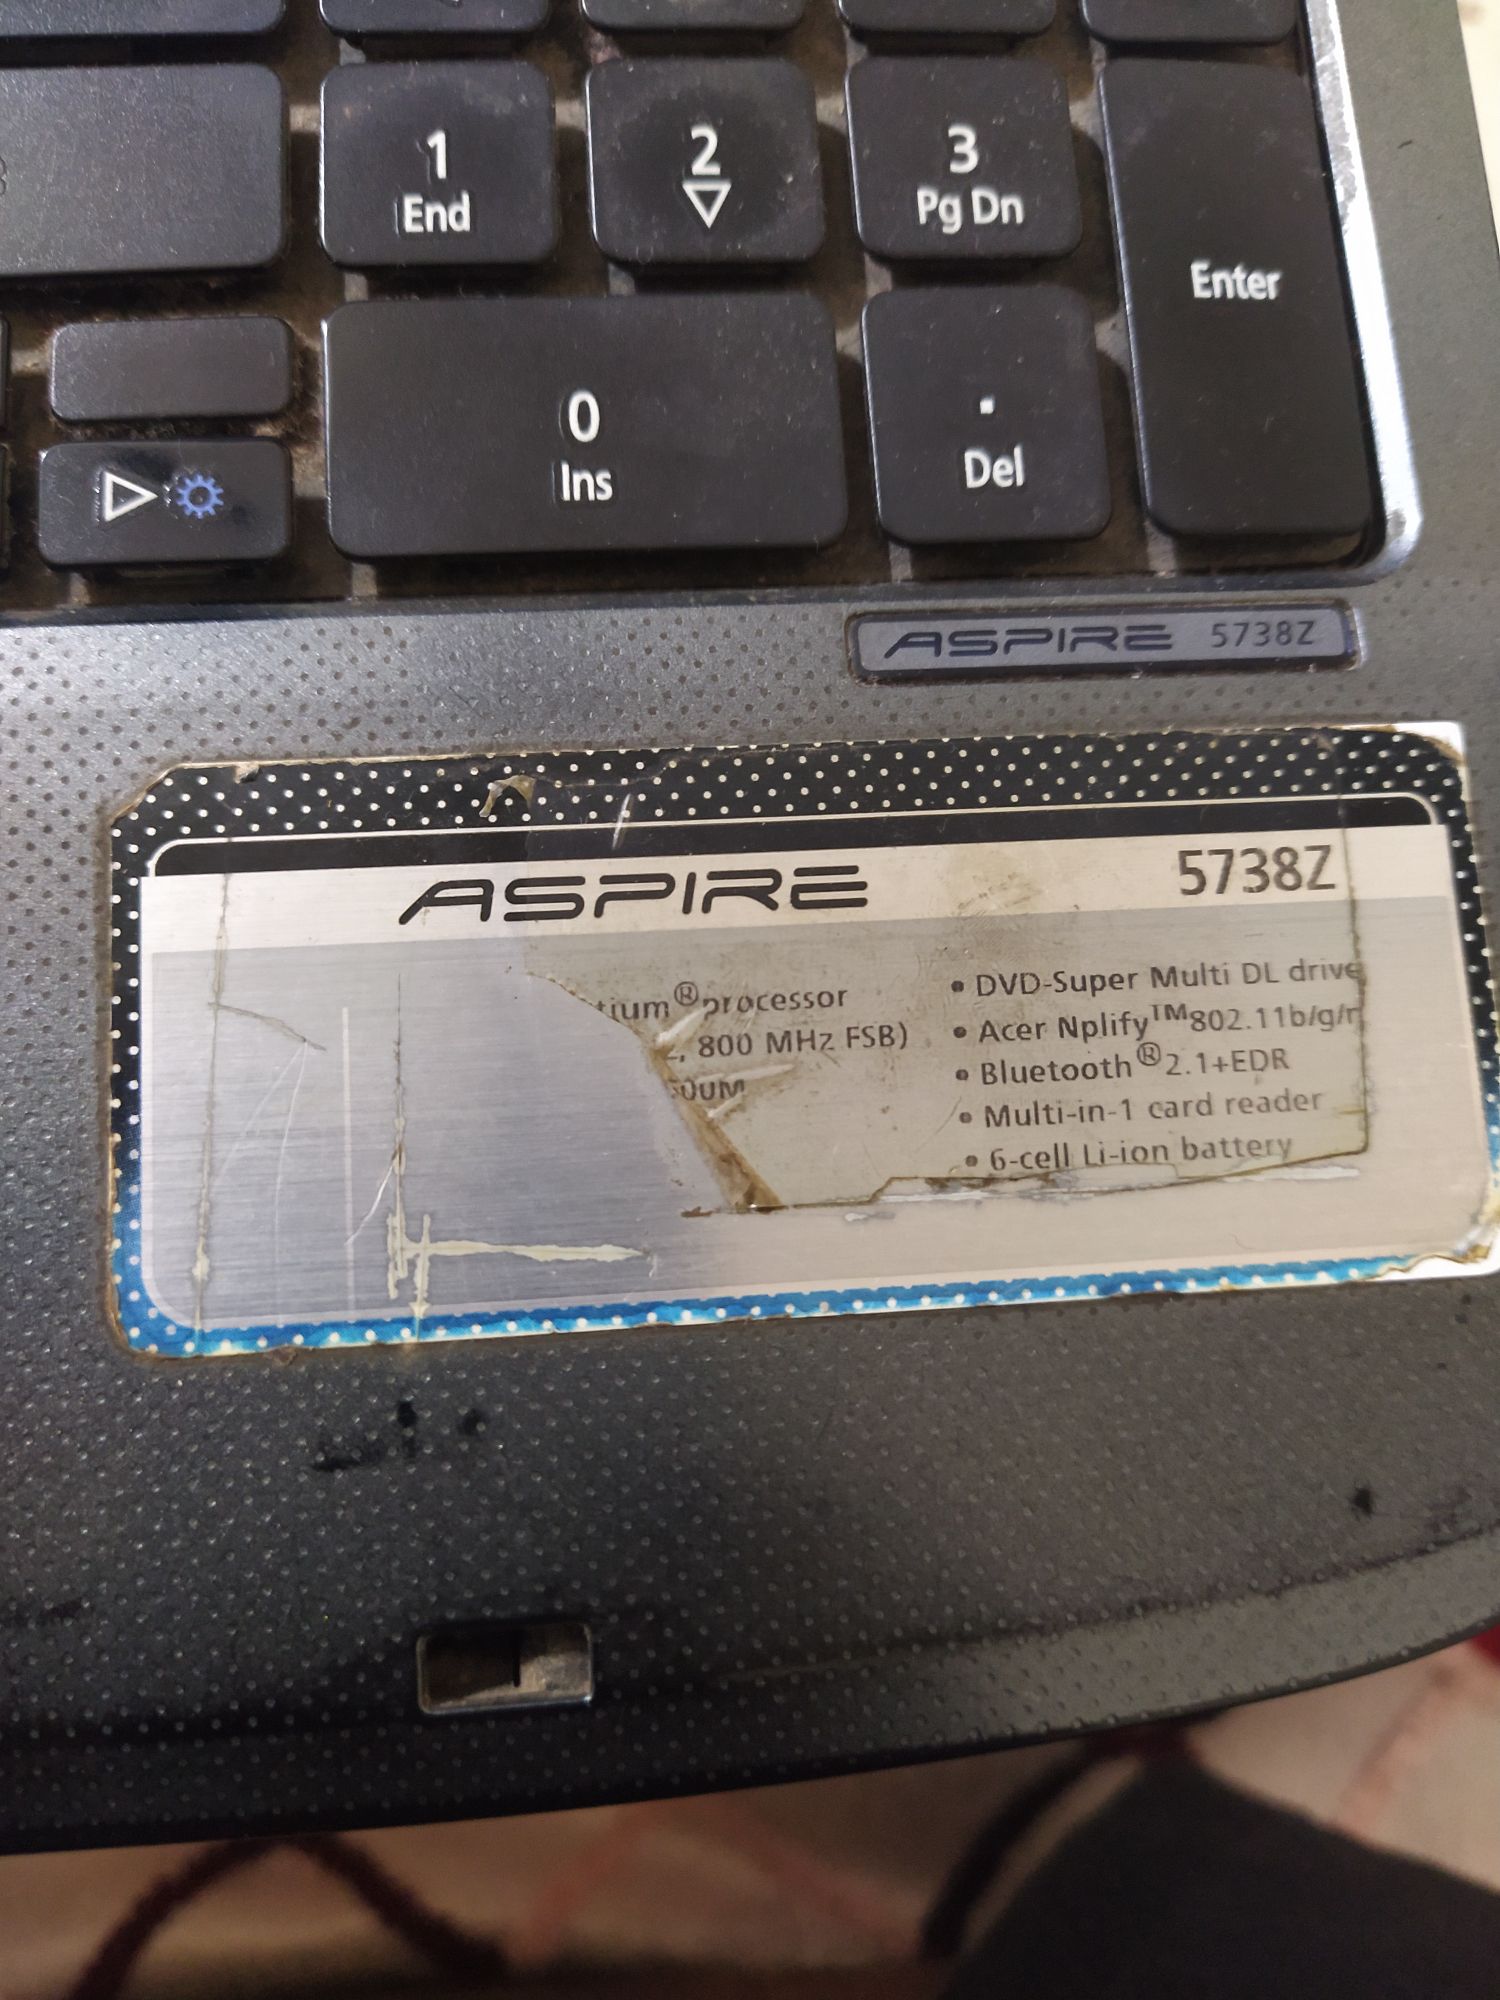 1
End
2
3
Pg Dn
Enter
0
Ins
.
Del
ASPIRE 5738Z
ASPIRE 5738Z
processor
800 MHz FSB)
• DVD-Super Multi DL drive
• Acer Nplify™802.11b/g/n
• Bluetooth®2.1+EDR
• Multi-in-1 card reader
• 6-cell Li-ion battery